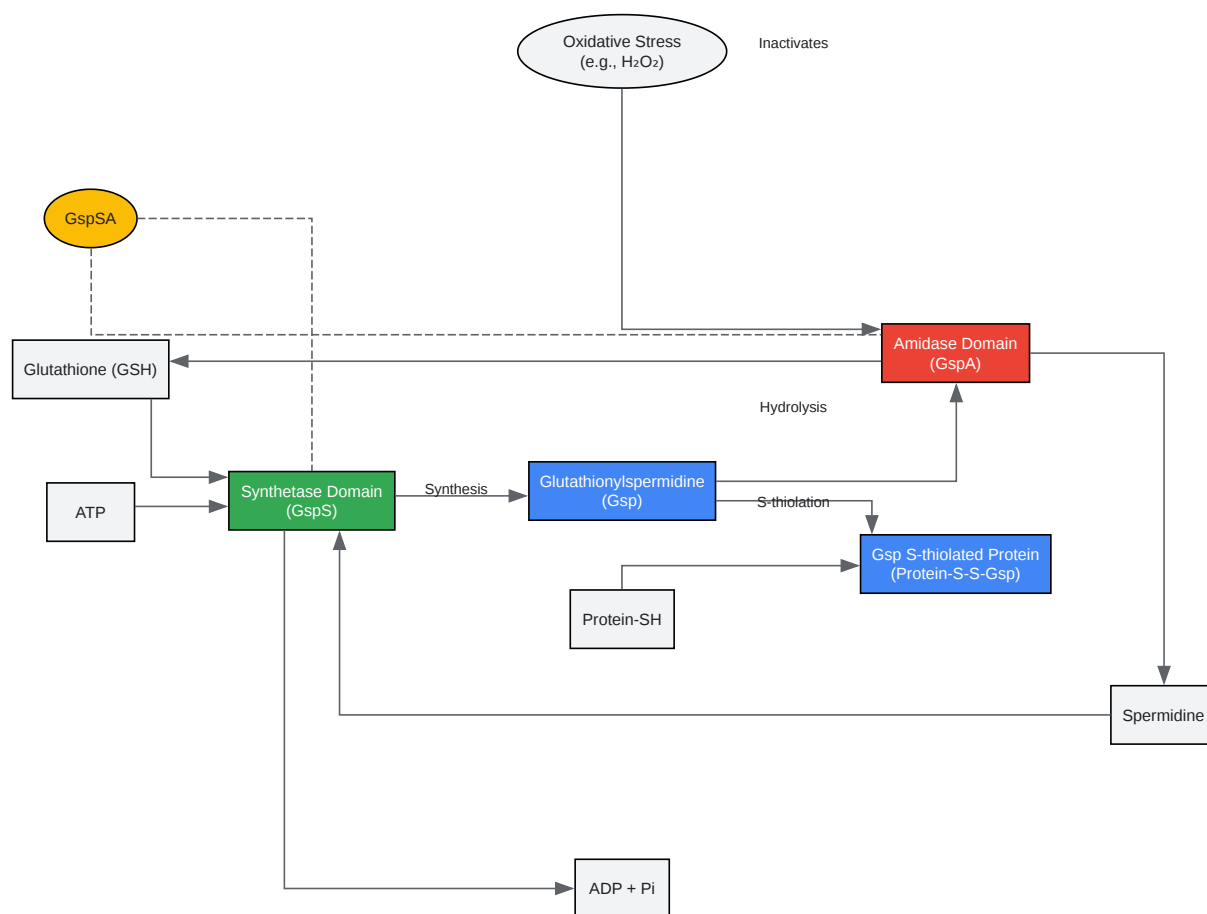 Oxidative Stress
(e.g., H₂O₂)
Inactivates
GspSA
Amidase Domain
(GspA)
Glutathione (GSH)
Hydrolysis
Synthetase Domain
(GspS)
Synthesis
Glutathionylspermidine
(Gsp)
S-thiolation
ATP
Gsp S-thiolated Protein
(Protein-S-S-Gsp)
Protein-SH
Spermidine
ADP + Pi